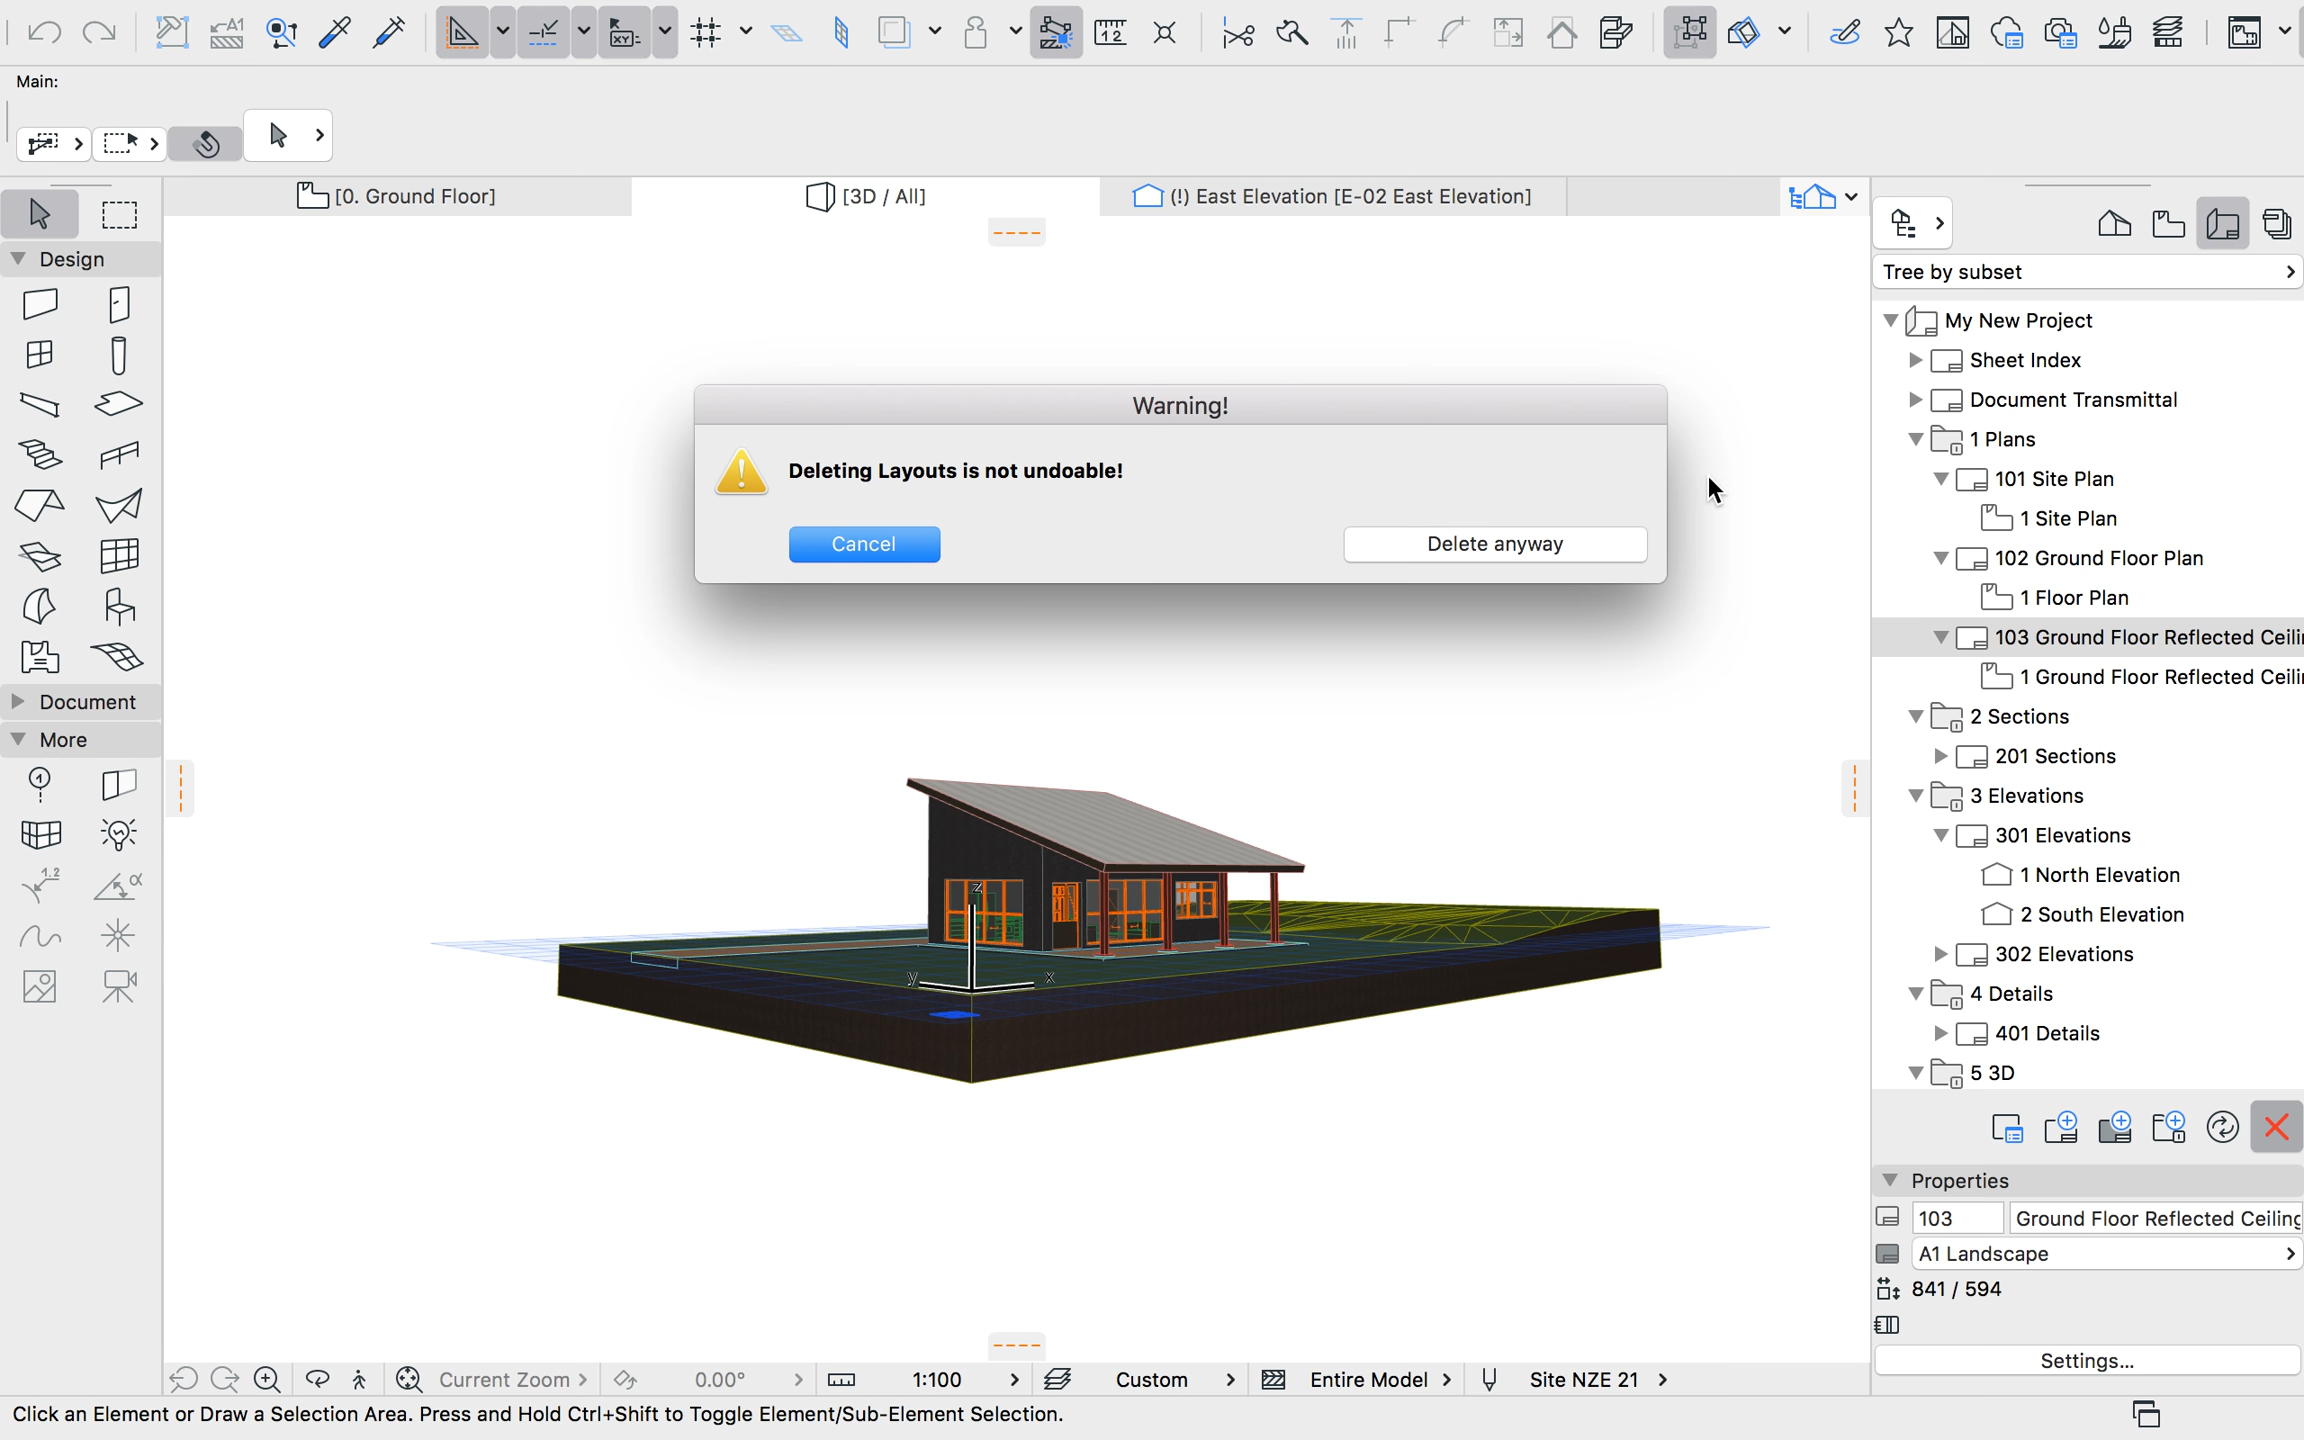 Main:
[0. Ground Floor]
[3D / All]
(!) East Elevation [E-02 East Elevation]
Tree by subset
Design
Document
More
Warning!
Deleting Layouts is not undoable!
Cancel
Delete anyway
z
y
x
My New Project
Sheet Index
Document Transmittal
1 Plans
101 Site Plan
1 Site Plan
102 Ground Floor Plan
1 Floor Plan
103 Ground Floor Reflected Ceili
1 Ground Floor Reflected Ceili
2 Sections
201 Sections
3 Elevations
301 Elevations
1 North Elevation
2 South Elevation
302 Elevations
4 Details
401 Details
5 3D
Properties
103
Ground Floor Reflected Ceiling
A1 Landscape
841 / 594
Settings...
Current Zoom
0.00°
1:100
Custom
Entire Model
Site NZE 21
Click an Element or Draw a Selection Area. Press and Hold Ctrl+Shift to Toggle Element/Sub-Element Selection.